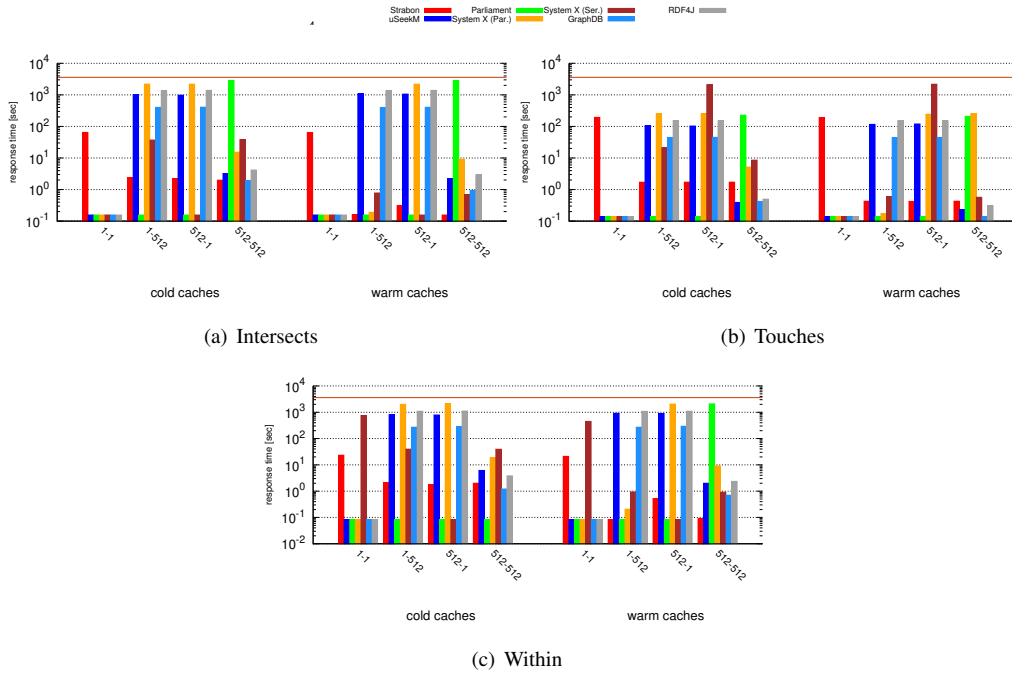 Strabon Parliament System X (Ser.) RDF4J
uSeekM System X (Par.) GraphDB
10^4
10^3
10^2
10^1
10^0
10^-1
response time [sec]
1-1 1-512 512-1 512-512 1-1 1-512 512-1 512-512
cold caches warm caches
(a) Intersects
10^4
10^3
10^2
10^1
10^0
10^-1
response time [sec]
1-1 1-512 512-1 512-512 1-1 1-512 512-1 512-512
cold caches warm caches
(b) Touches
10^4
10^3
10^2
10^1
10^0
10^-1
10^-2
response time [sec]
1-1 1-512 512-1 512-512 1-1 1-512 512-1 512-512
cold caches warm caches
(c) Within